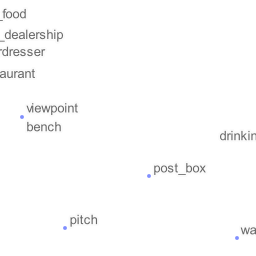 _food
_dealership
rdresser
aurant
viewpoint
bench
drinkin
post_box
pitch
wa